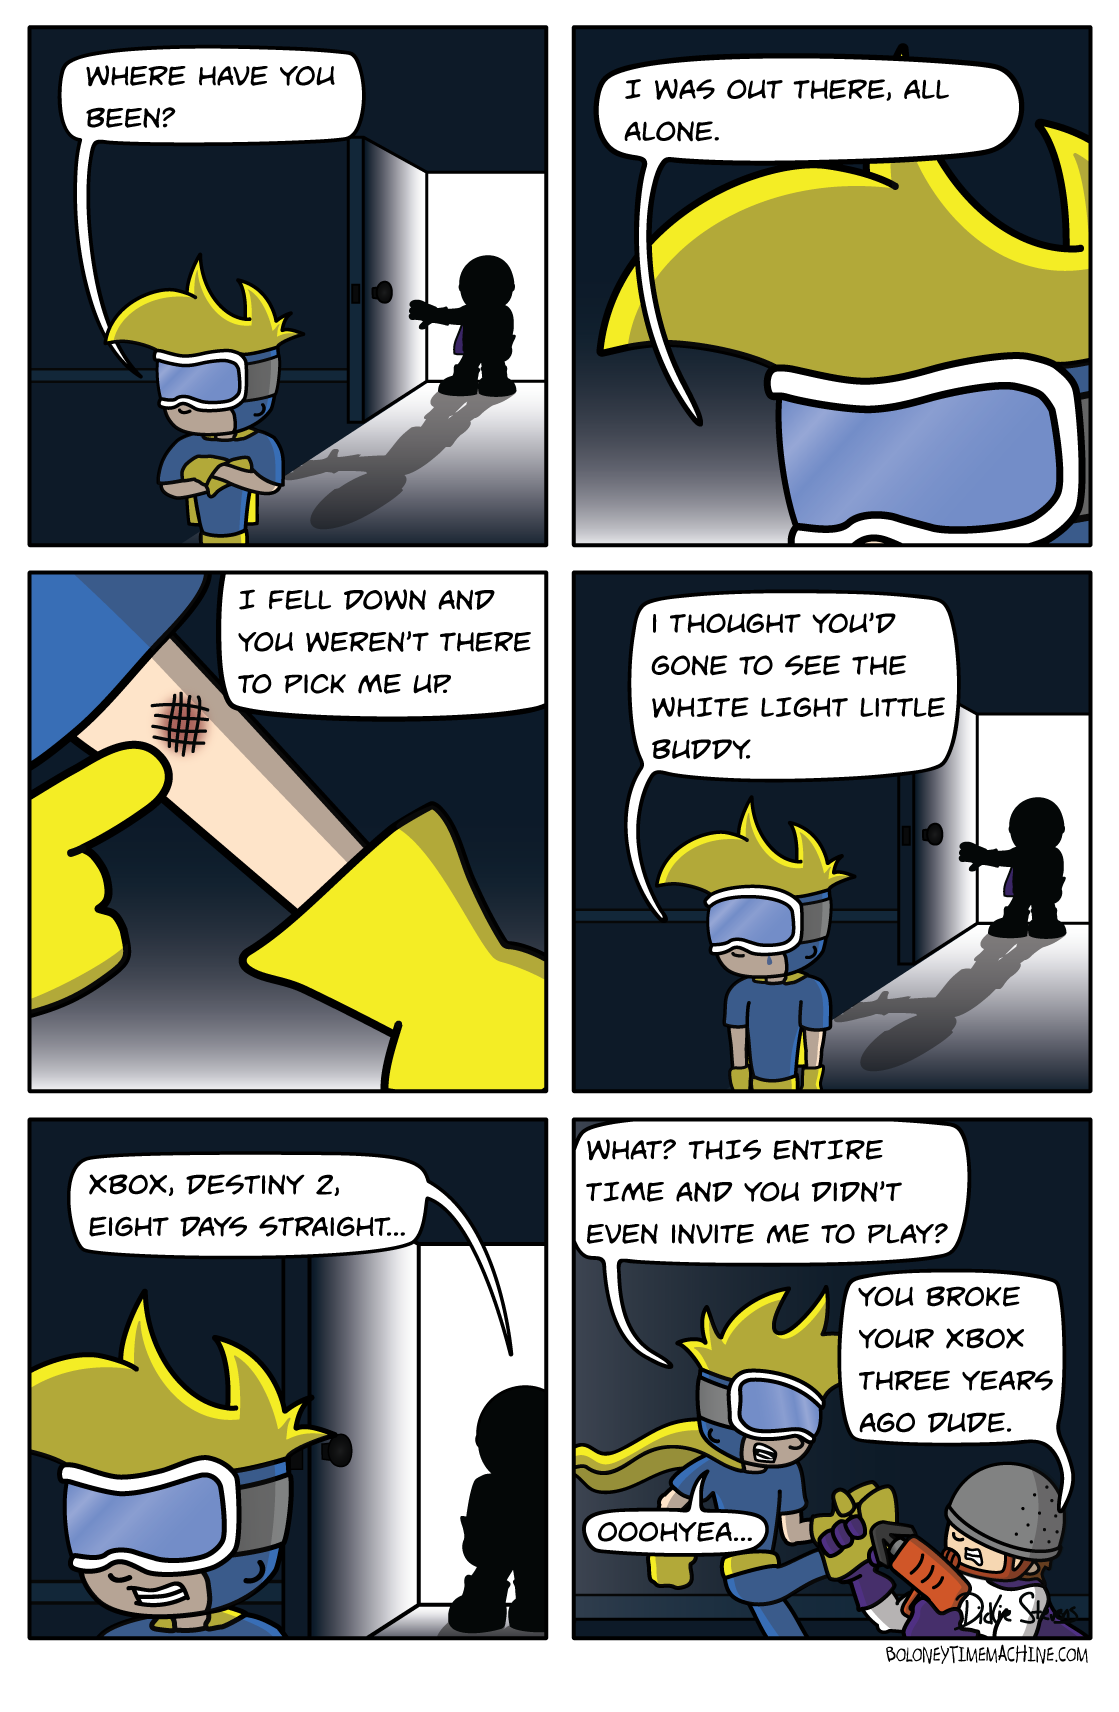 WHERE HAVE YOU
BEEN?
I WAS OUT THERE, ALL
ALONE.
I FELL DOWN AND
YOU WEREN'T THERE
TO PICK ME UP.
I THOUGHT YOU'D
GONE TO SEE THE
WHITE LIGHT LITTLE
BUDDY.
XBOX, DESTINY 2,
EIGHT DAYS STRAIGHT...
WHAT? THIS ENTIRE
TIME AND YOU DIDN'T
EVEN INVITE ME TO PLAY?
YOU BROKE
YOUR XBOX
THREE YEARS
AGO DUDE.
OOOHYEA...
Dickie Stevens
BOLONEYTIMEMACHINE.COM